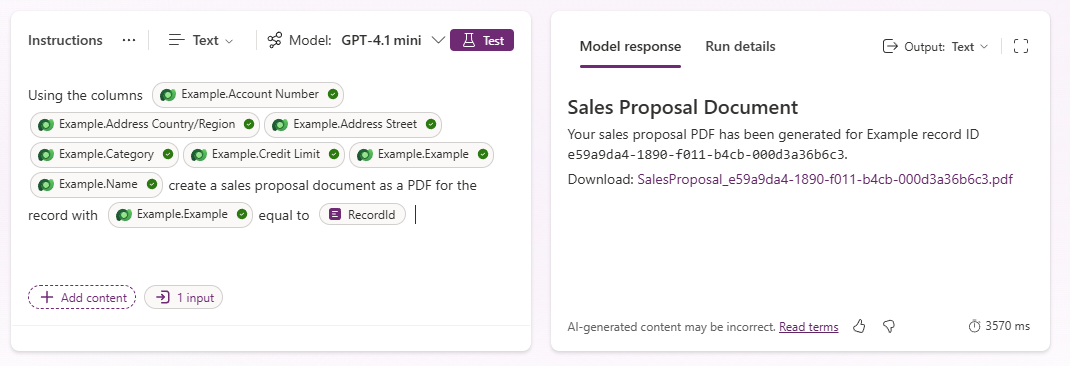 Instructions ... Text Model: GPT-4.1 mini Test
Using the columns Example.Account Number
Example.Address Country/Region Example.Address Street
Example.Category Example.Credit Limit Example.Example
Example.Name create a sales proposal document as a PDF for the
record with Example.Example equal to RecordId
Add content 1 input
Model response Run details Output: Text
Sales Proposal Document
Your sales proposal PDF has been generated for Example record ID
e59a9da4-1890-f011-b4cb-000d3a36b6c3.
Download: SalesProposal_e59a9da4-1890-f011-b4cb-000d3a36b6c3.pdf
AI-generated content may be incorrect. Read terms 3570 ms